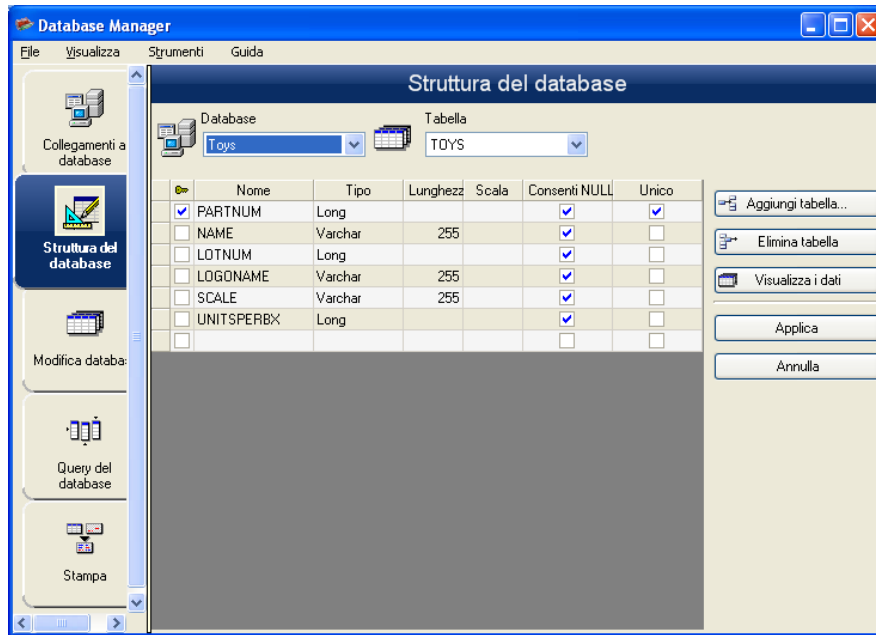 Database Manager
File Visualizza Strumenti Guida
Collegamenti a
database
Struttura del
database
Modifica databa
Query del
database
Stampa
Struttura del database
Database
Toys
Tabella
TOYS
Nome Tipo Lunghezz Scala Consenti NULL Unico
PARTNUM Long
NAME Varchar 255
LOTNUM Long
LOGONAME Varchar 255
SCALE Varchar 255
UNITSPERBX Long
Aggiungi tabella...
Elimina tabella
Visualizza i dati
Applica
Annulla